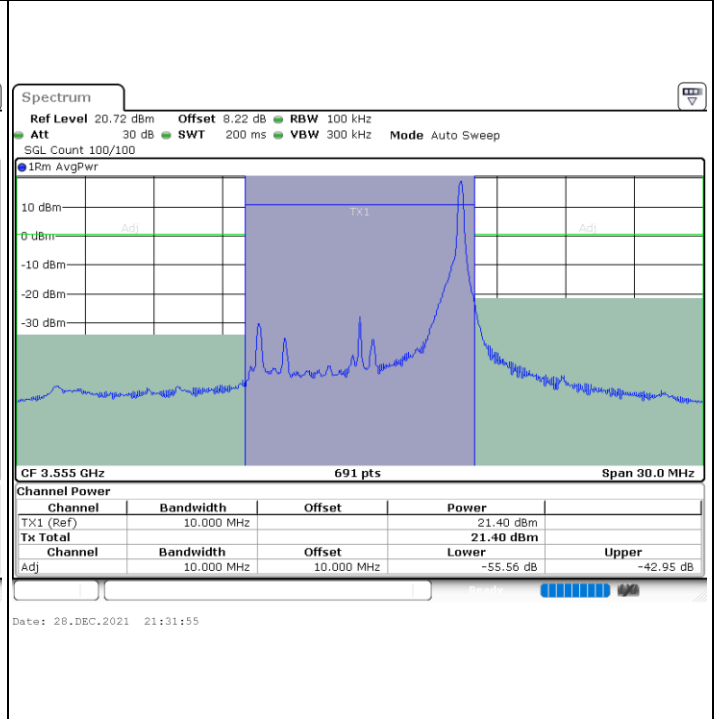 Spectrum
Ref Level 20.72 dBm Offset 8.22 dB RBW 100 kHz
Att 30 dB SWT 200 ms VBW 300 kHz Mode Auto Sweep
SGL Count 100/100
1Rm AvgPwr
10 dBm
TX1
Adj
Adj
0 dBm
-10 dBm
-20 dBm
-30 dBm
CF 3.555 GHz 691 pts Span 30.0 MHz
Channel Power
Channel Bandwidth Offset Power
TX1 (Ref) 10.000 MHz 21.40 dBm
Tx Total 21.40 dBm
Channel Bandwidth Offset Lower Upper
Adj 10.000 MHz 10.000 MHz -55.56 dB -42.95 dB
Ready
Date: 28.DEC.2021 21:31:55